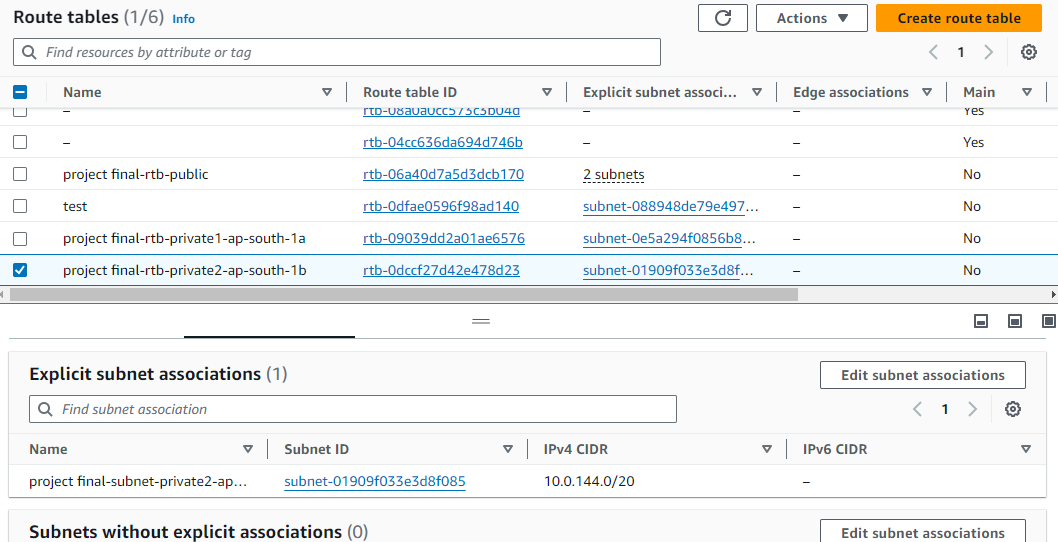 Route tables (1/6) Info
Actions
Create route table
Find resources by attribute or tag
1
Name Route table ID Explicit subnet associ... Edge associations Main
– rtb-08a0a0cc573c3b04d – – Yes
– rtb-04cc636da694d746b – – Yes
project final-rtb-public rtb-06a40d7a5d3dcb170 2 subnets – No
test rtb-0dfae0596f98ad140 subnet-088948de79e497... – No
project final-rtb-private1-ap-south-1a rtb-09039dd2a01ae6576 subnet-0e5a294f0856b8... – No
project final-rtb-private2-ap-south-1b rtb-0dccf27d42e478d23 subnet-01909f033e3d8f... – No
Explicit subnet associations (1)
Edit subnet associations
Find subnet association
1
Name Subnet ID IPv4 CIDR IPv6 CIDR
project final-subnet-private2-ap... subnet-01909f033e3d8f085 10.0.144.0/20 –
Subnets without explicit associations (0)
Edit subnet associations